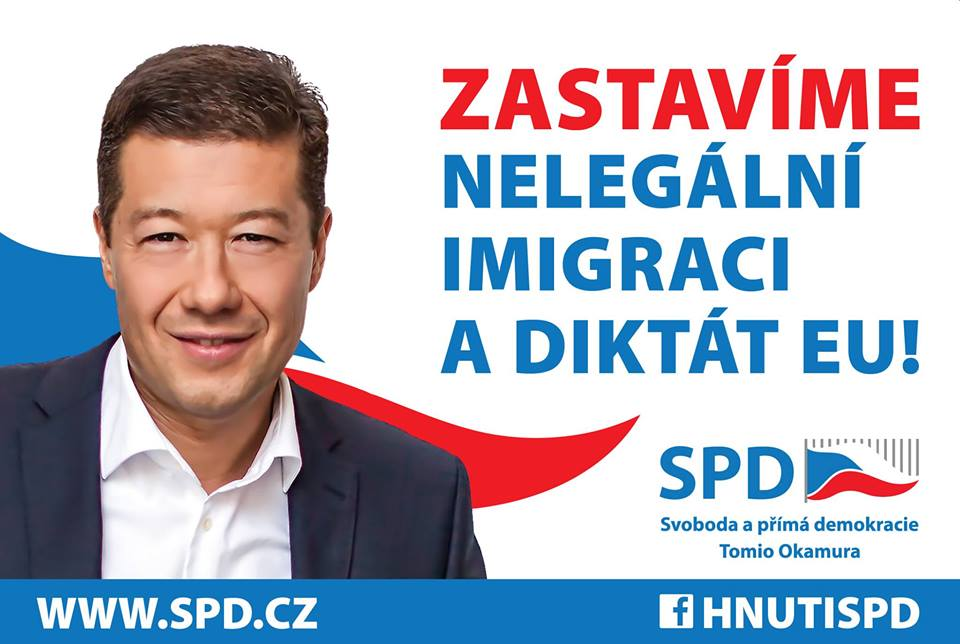 ZASTAVÍME
NELEGÁLNÍ
IMIGRACI
A DIKTÁT EU!
SPD
Svoboda a přímá demokracie
Tomio Okamura
WWW.SPD.CZ
f HNUTISPD